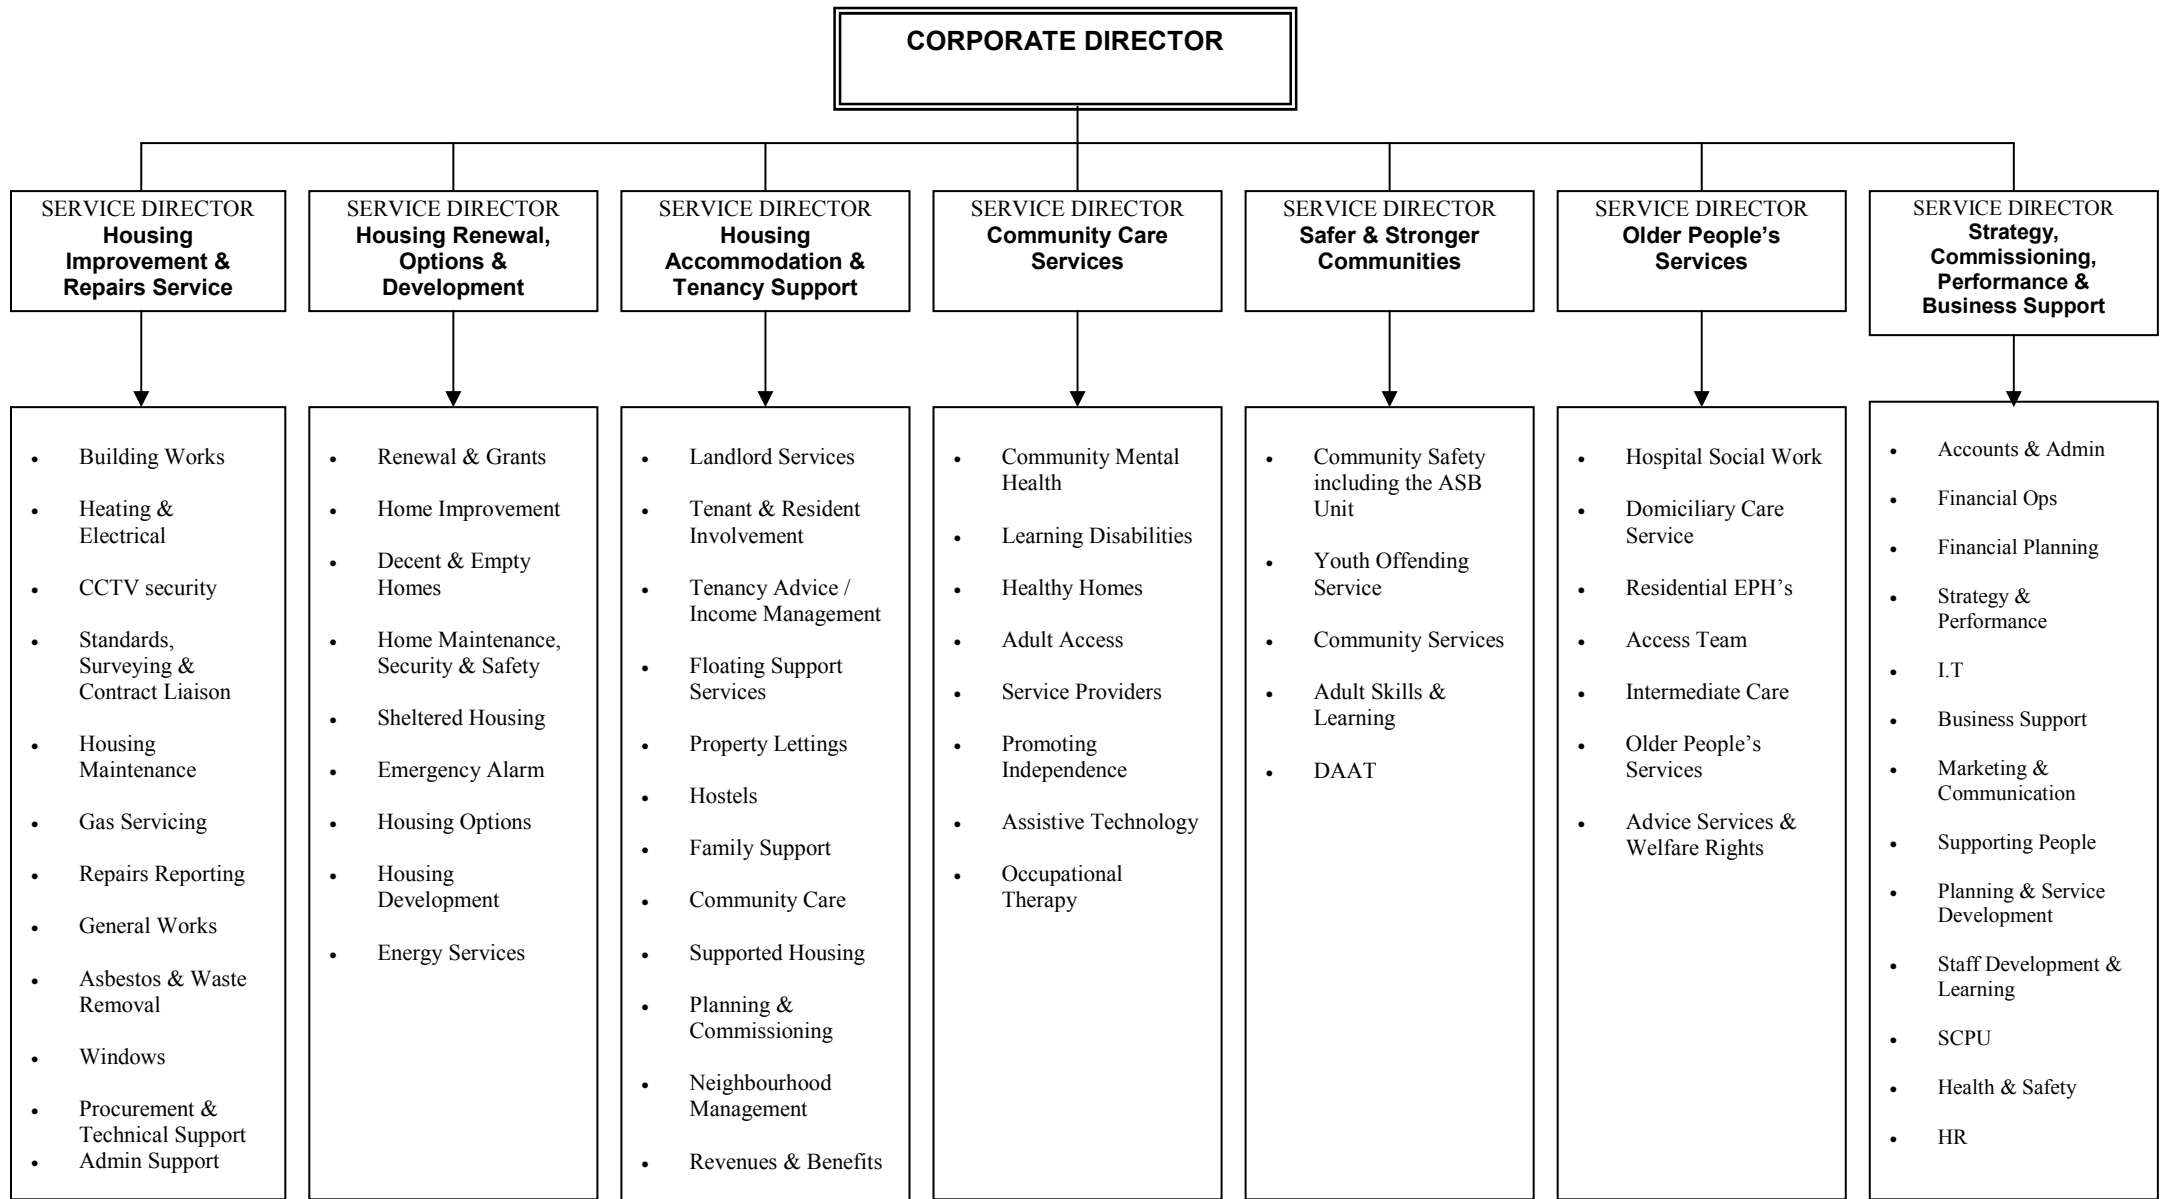 CORPORATE DIRECTOR
SERVICE DIRECTOR
Housing
Improvement &
Repairs Service
SERVICE DIRECTOR
Housing Renewal,
Options &
Development
SERVICE DIRECTOR
Housing
Accommodation &
Tenancy Support
SERVICE DIRECTOR
Community Care
Services
SERVICE DIRECTOR
Safer & Stronger
Communities
SERVICE DIRECTOR
Older People’s
Services
SERVICE DIRECTOR
Strategy,
Commissioning,
Performance &
Business Support
• Building Works
• Heating &
Electrical
• CCTV security
• Standards,
Surveying &
Contract Liaison
• Housing
Maintenance
• Gas Servicing
• Repairs Reporting
• General Works
• Asbestos & Waste
Removal
• Windows
• Procurement &
Technical Support
• Admin Support
• Renewal & Grants
• Home Improvement
• Decent & Empty
Homes
• Home Maintenance,
Security & Safety
• Sheltered Housing
• Emergency Alarm
• Housing Options
• Housing
Development
• Energy Services
• Landlord Services
• Tenant & Resident
Involvement
• Tenancy Advice /
Income Management
• Floating Support
Services
• Property Lettings
• Hostels
• Family Support
• Community Care
• Supported Housing
• Planning &
Commissioning
• Neighbourhood
Management
• Revenues & Benefits
• Community Mental
Health
• Learning Disabilities
• Healthy Homes
• Adult Access
• Service Providers
• Promoting
Independence
• Assistive Technology
• Occupational
Therapy
• Community Safety
including the ASB
Unit
• Youth Offending
Service
• Community Services
• Adult Skills &
Learning
• DAAT
• Hospital Social Work
• Domiciliary Care
Service
• Residential EPH’s
• Access Team
• Intermediate Care
• Older People’s
Services
• Advice Services &
Welfare Rights
• Accounts & Admin
• Financial Ops
• Financial Planning
• Strategy &
Performance
• I.T
• Business Support
• Marketing &
Communication
• Supporting People
• Planning & Service
Development
• Staff Development &
Learning
• SCPU
• Health & Safety
• HR